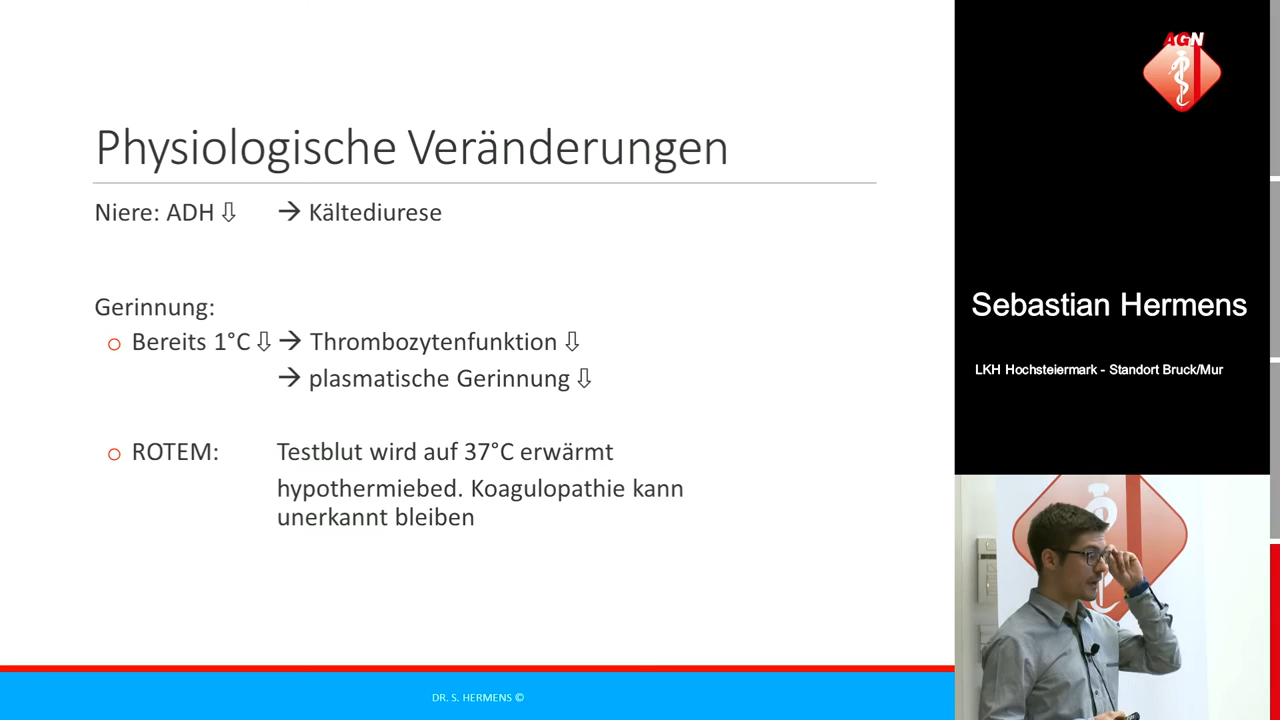 Physiologische Veränderungen
Niere: ADH ⇩ → Kältediurese
Gerinnung:
o Bereits 1°C ⇩ → Thrombozytenfunktion ⇩
→ plasmatische Gerinnung ⇩
o ROTEM: Testblut wird auf 37°C erwärmt
hypothermiebed. Koagulopathie kann
unerkannt bleiben
DR. S. HERMENS ©
AGN
Sebastian Hermens
LKH Hochsteiermark - Standort Bruck/Mur